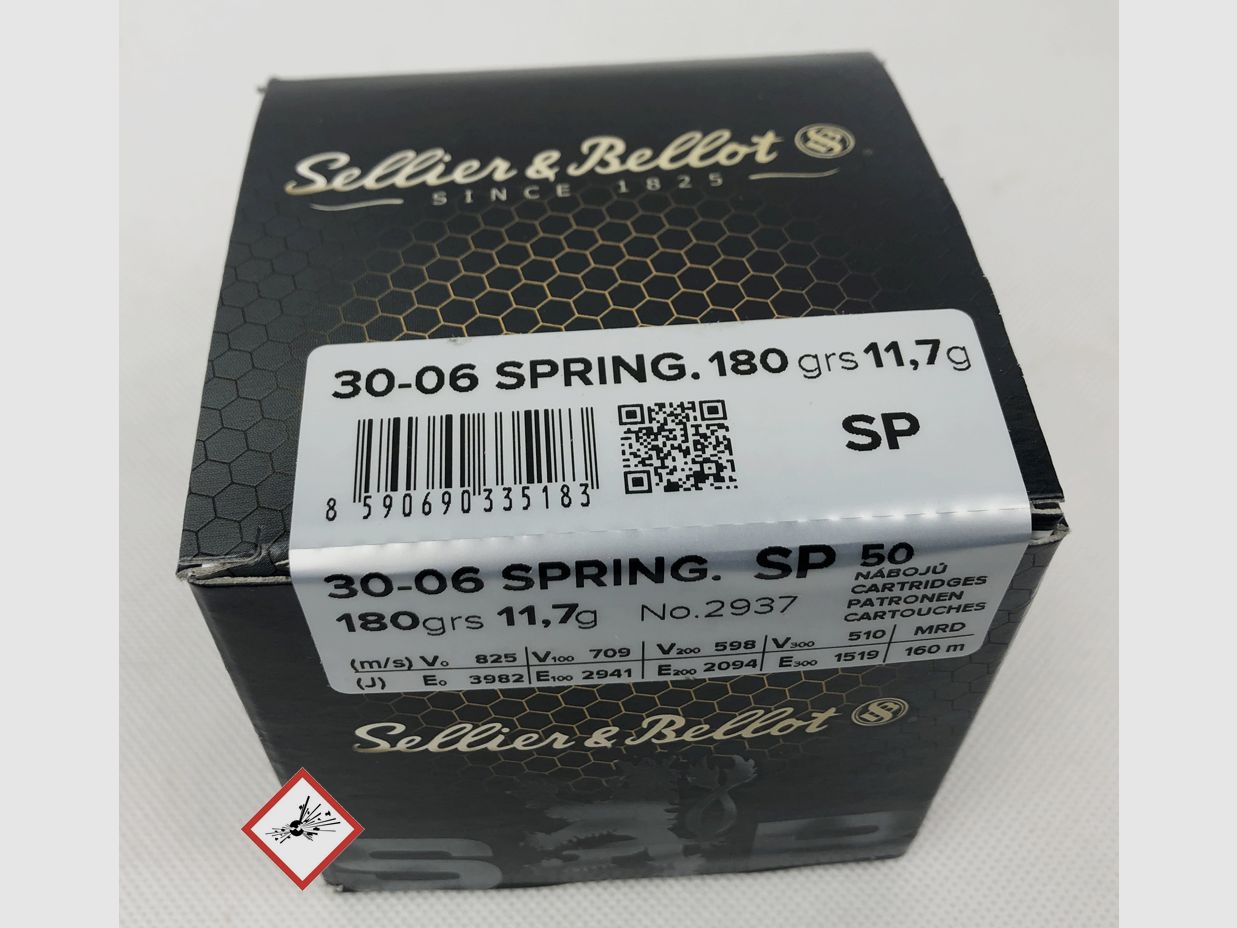 Sellier & Bellot
SINCE 1825
30-06 SPRING. 180 grs 11,7g
SP
8 590690 335183
30-06 SPRING. SP 50
NÁBOJŮ
CARTRIDGES
PATRONEN
CARTOUCHES
180grs 11,7g No.2937
(m/s) V₀ 825 V₁₀₀ 709 V₂₀₀ 598 V₃₀₀ 510 MRD
(J) E₀ 3982 E₁₀₀ 2941 E₂₀₀ 2094 E₃₀₀ 1519 160 m
Sellier & Bellot